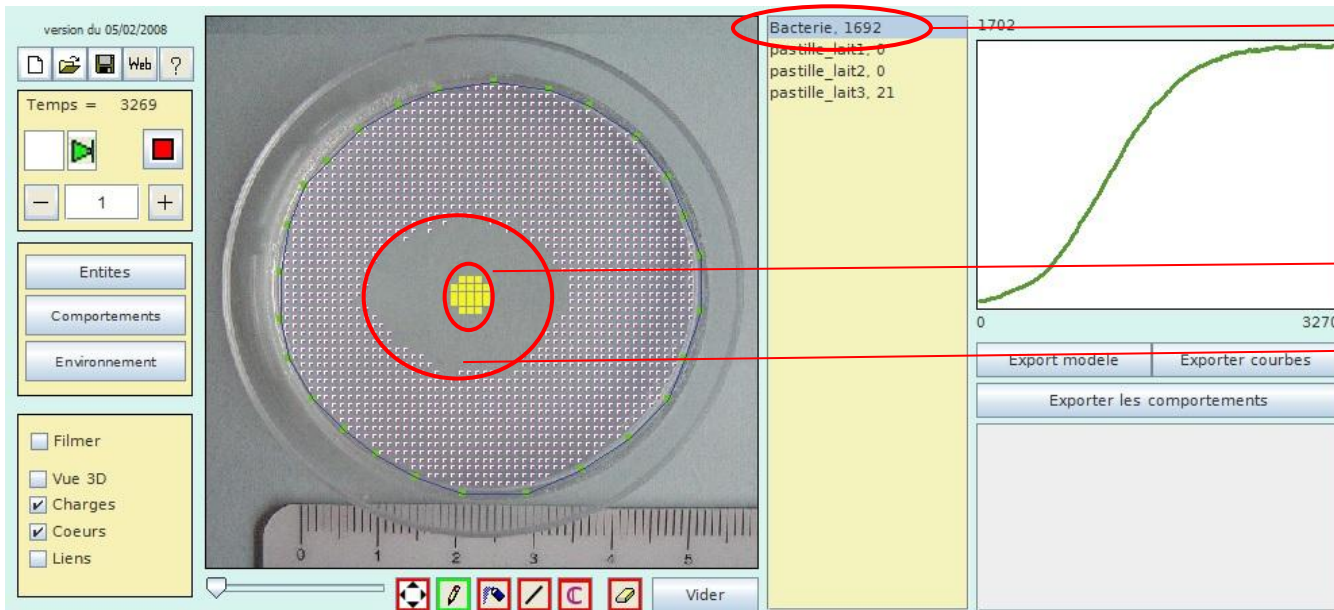 version du 05/02/2008
Web
?
Temps = 3269
1
Entites
Comportements
Environnement
Filmer
Vue 3D
Charges
Coeurs
Liens
0 1 2 3 4 5
C
Vider
Bacterie, 1692
pastille_lait1, 0
pastille_lait2, 0
pastille_lait3, 21
1702
0 3270
Export modele
Exporter courbes
Exporter les comportements